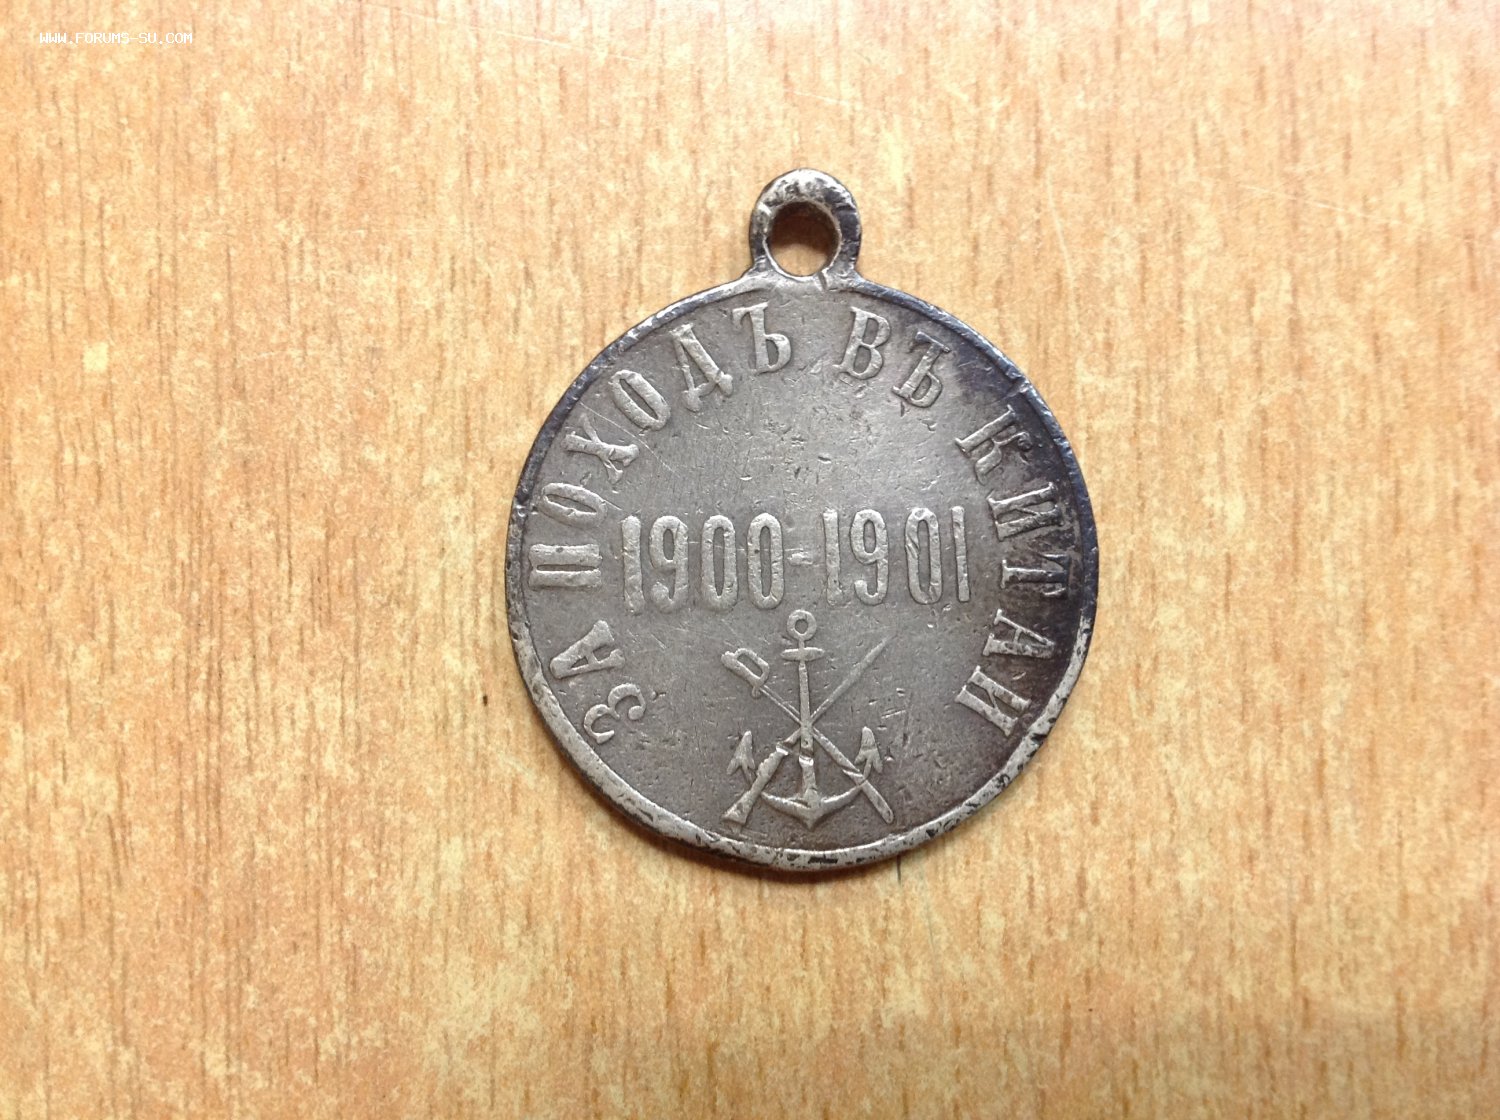 WWW.FORUMS-SU.COM
ЗА ПОХОДЪ ВЪ КИТАЙ
1900-1901